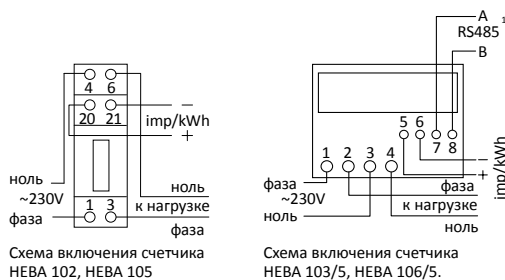 4 6
20 21
−
imp/kWh
+
ноль
~230V
фаза
1 3
ноль
к нагрузке
фаза
Схема включения счетчика
НЕВА 102, НЕВА 105
A
RS485 1
B
5 6
7 8
1 2 3 4
−
+
imp/kWh
фаза
~230V
ноль
фаза
к нагрузке
ноль
Схема включения счетчика
НЕВА 103/5, НЕВА 106/5.